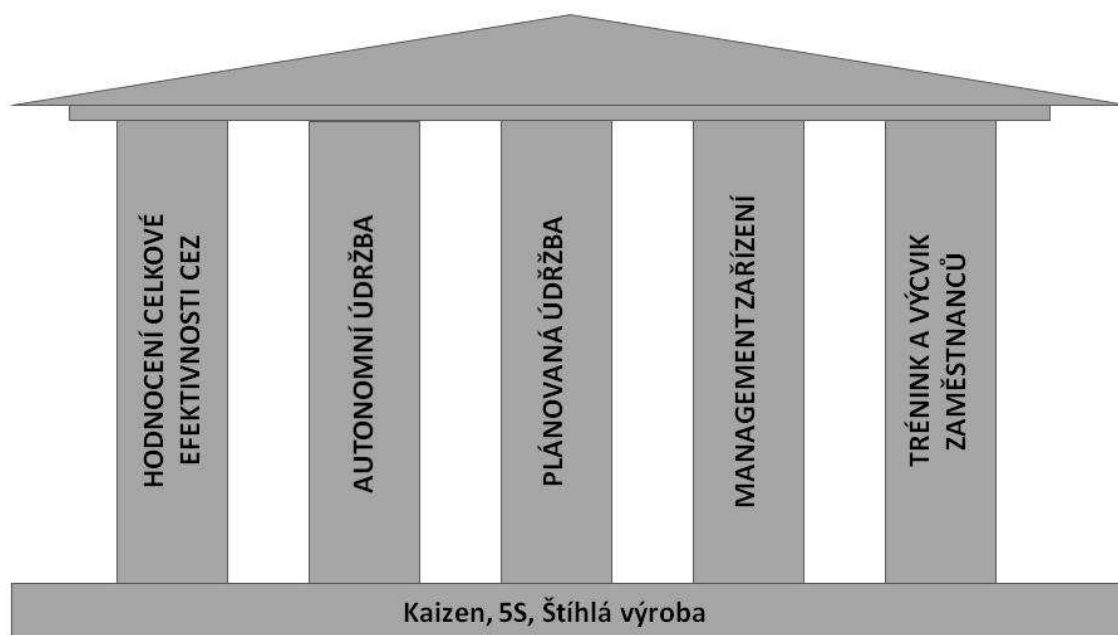 HODNOCENÍ CELKOVÉ
EFEKTIVNOSTI CEZ
AUTONOMNÍ ÚDRŽBA
PLÁNOVANÁ ÚDRŽBA
MANAGEMENT ZAŘÍZENÍ
TRÉNINK A VÝCVIK
ZAMĚSTNANCŮ
Kaizen, 5S, Štíhlá výroba